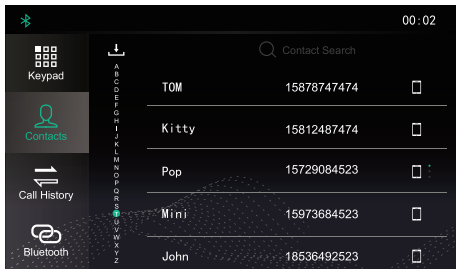 00:02
Keypad
Contacts
Call History
Bluetooth
A
B
C
D
E
F
G
H
I
J
K
L
M
N
O
P
Q
R
S
T
U
V
W
X
Y
Z
Contact Search
TOM 15878747474
Kitty 15812487474
Pop 15729084523
Mini 15973684523
John 18536492523